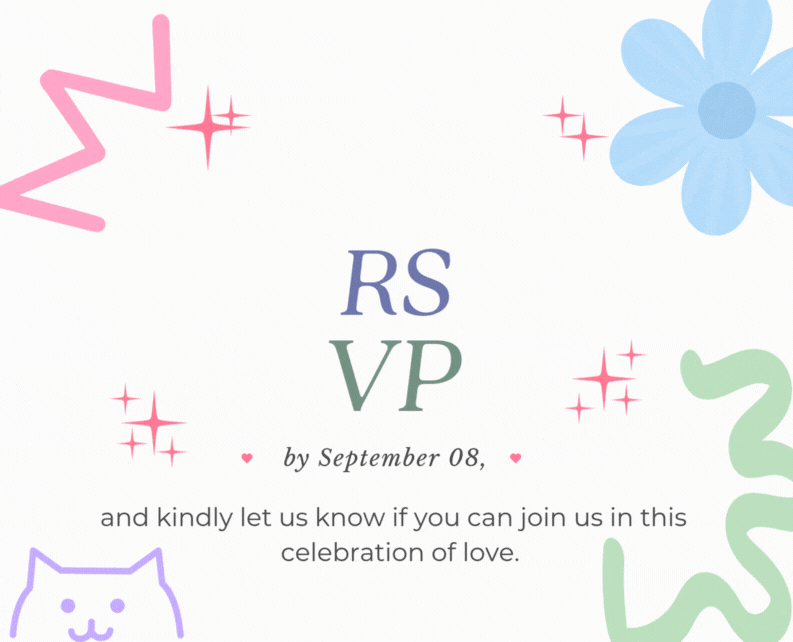 RS
VP
by September 08,
and kindly let us know if you can join us in this
celebration of love.